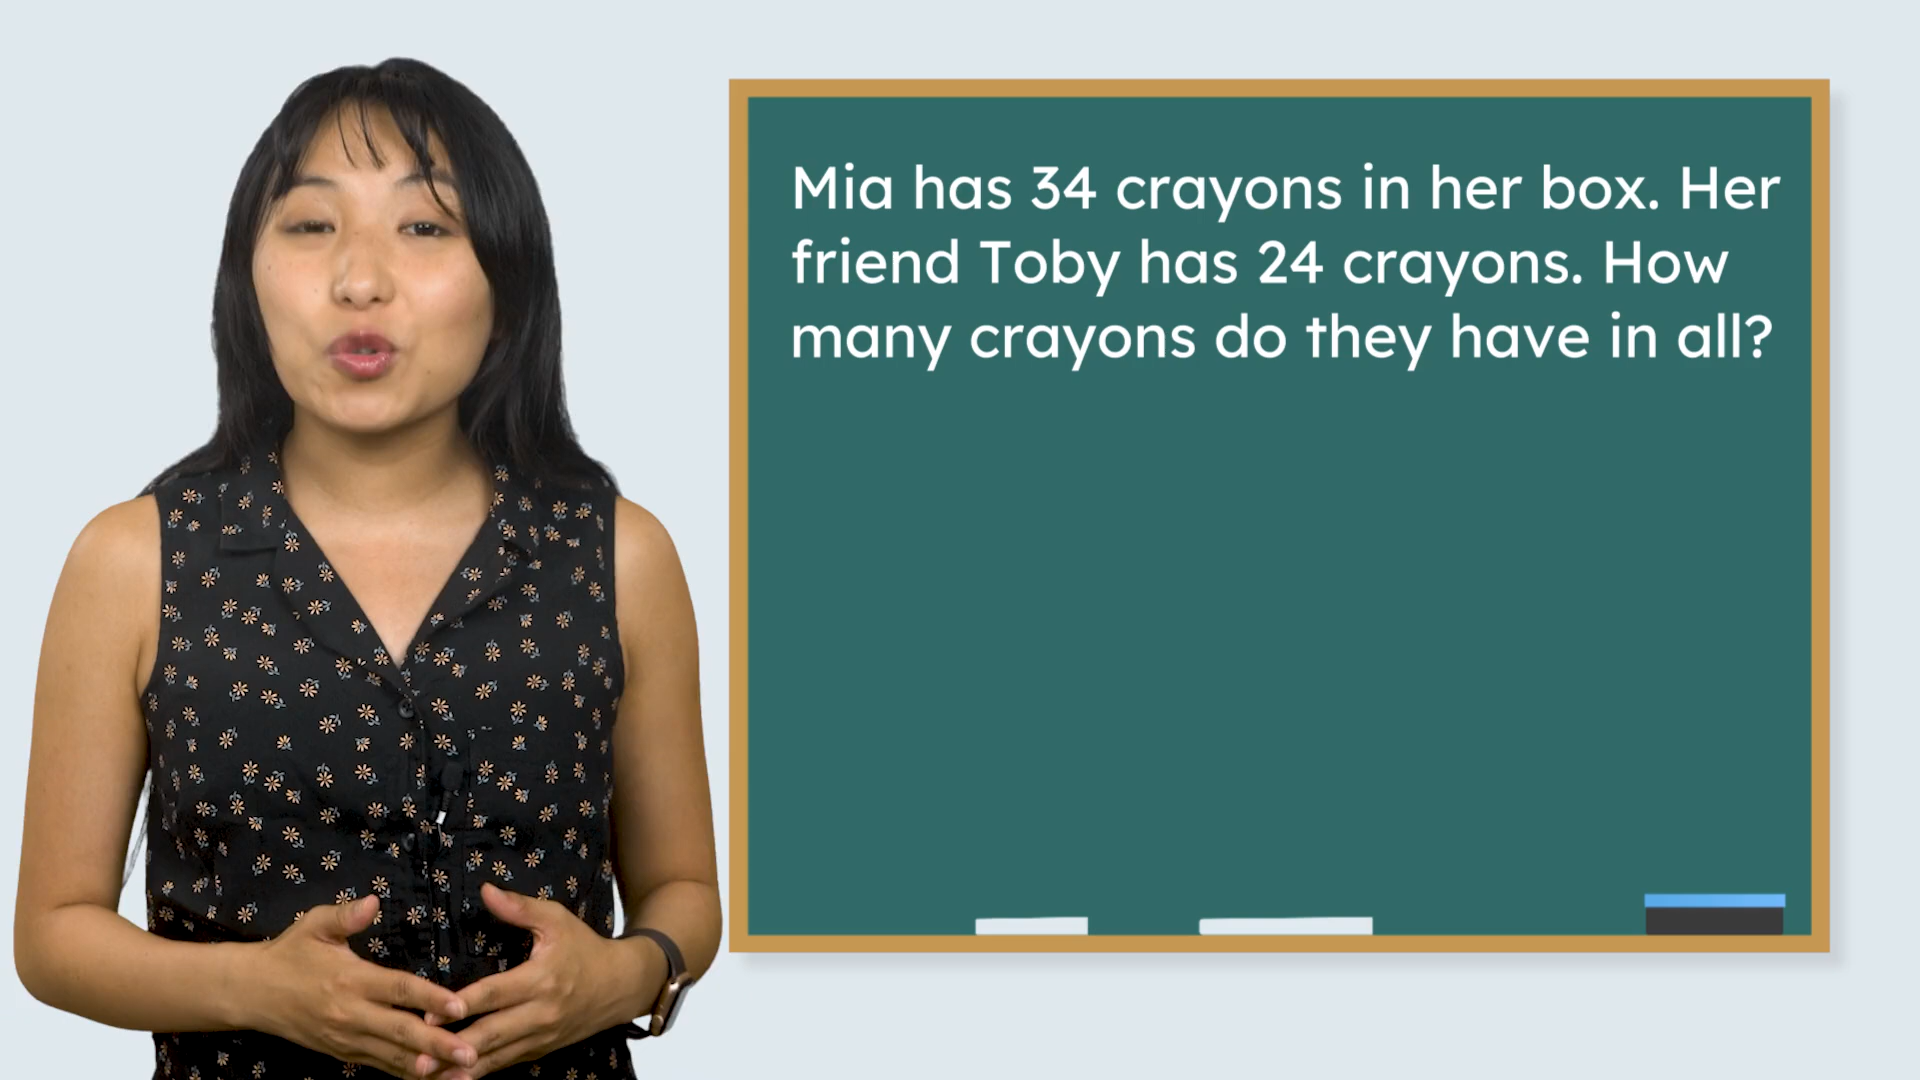 Mia has 34 crayons in her box. Her
friend Toby has 24 crayons. How
many crayons do they have in all?